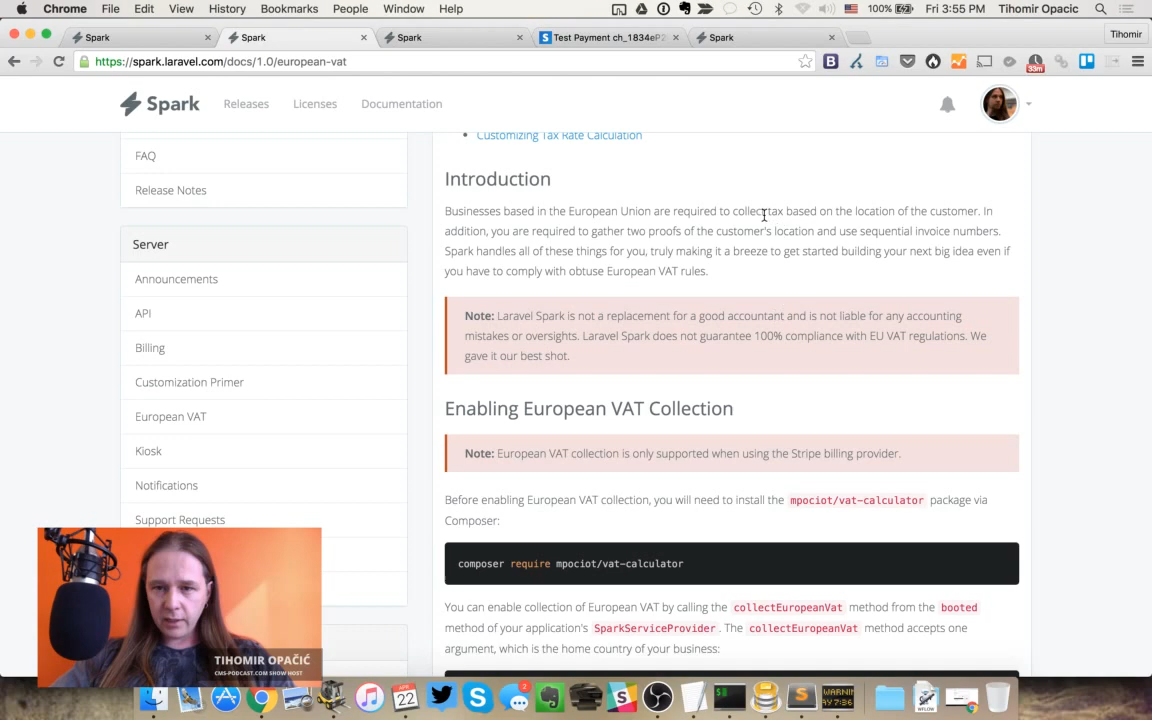 Chrome File Edit View History Bookmarks People Window Help 100% Fri 3:55 PM Tihomir Opacic
Spark Spark Spark Test Payment ch_1834eP2 Spark Tihomir
https://spark.laravel.com/docs/1.0/european-vat
33m
Spark Releases Licenses Documentation
FAQ
Release Notes
Server
Announcements
API
Billing
Customization Primer
European VAT
Kiosk
Notifications
Support Requests
Customizing Tax Rate Calculation
Introduction
Businesses based in the European Union are required to collect tax based on the location of the customer. In
addition, you are required to gather two proofs of the customer's location and use sequential invoice numbers.
Spark handles all of these things for you, truly making it a breeze to get started building your next big idea even if
you have to comply with obtuse European VAT rules.
Note: Laravel Spark is not a replacement for a good accountant and is not liable for any accounting
mistakes or oversights. Laravel Spark does not guarantee 100% compliance with EU VAT regulations. We
gave it our best shot.
Enabling European VAT Collection
Note: European VAT collection is only supported when using the Stripe billing provider.
Before enabling European VAT collection, you will need to install the mpociot/vat-calculator package via
Composer:
composer require mpociot/vat-calculator
You can enable collection of European VAT by calling the collectEuropeanVat method from the booted
method of your application's SparkServiceProvider. The collectEuropeanVat method accepts one
argument, which is the home country of your business:
TIHOMIR OPAČIĆ
CMS-PODCAST.COM SHOW HOST
22
2